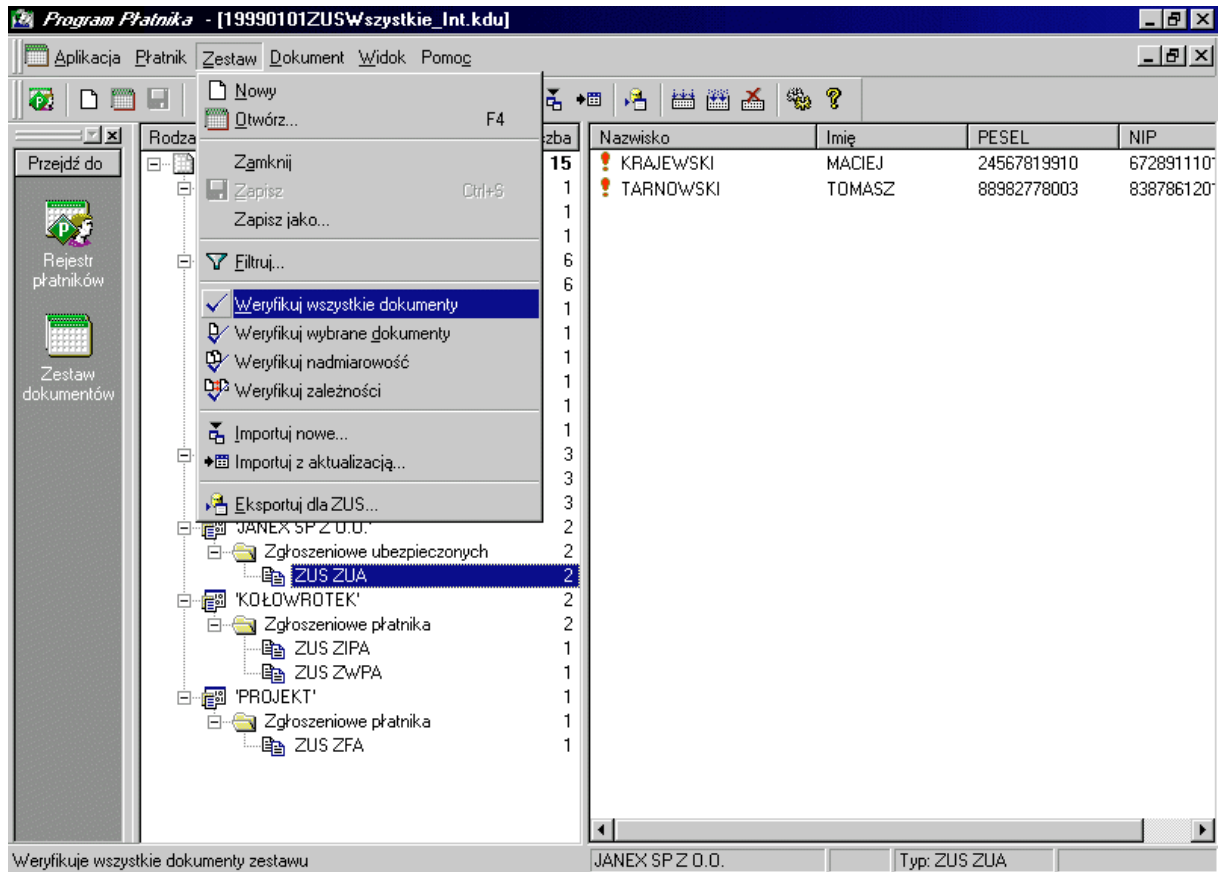 Program Płatnika - [19990101ZUSWszystkie_Int.kdu]
Aplikacja Płatnik Zestaw Dokument Widok Pomoc
Przejdź do
Rejestr
płatników
Zestaw
dokumentów
Nowy
Otwórz... F4
Zamknij
Zapisz Ctrl+S
Zapisz jako...
Filtruj...
Weryfikuj wszystkie dokumenty
Weryfikuj wybrane dokumenty
Weryfikuj nadmiarowość
Weryfikuj zależności
Importuj nowe...
Importuj z aktualizacją...
Eksportuj dla ZUS...
Rodza zba
15
1
1
1
6
6
1
1
1
1
1
1
3
3
3
'JANEX SP Z O.O.' 2
Zgłoszeniowe ubezpieczonych 2
ZUS ZUA 2
'KOŁOWROTEK' 2
Zgłoszeniowe płatnika 2
ZUS ZIPA 1
ZUS ZWPA 1
'PROJEKT' 1
Zgłoszeniowe płatnika 1
ZUS ZFA 1
Nazwisko Imię PESEL NIP
KRAJEWSKI MACIEJ 24567819910 672891110
TARNOWSKI TOMASZ 88982778003 838786120
Weryfikuje wszystkie dokumenty zestawu JANEX SP Z O.O. Typ: ZUS ZUA